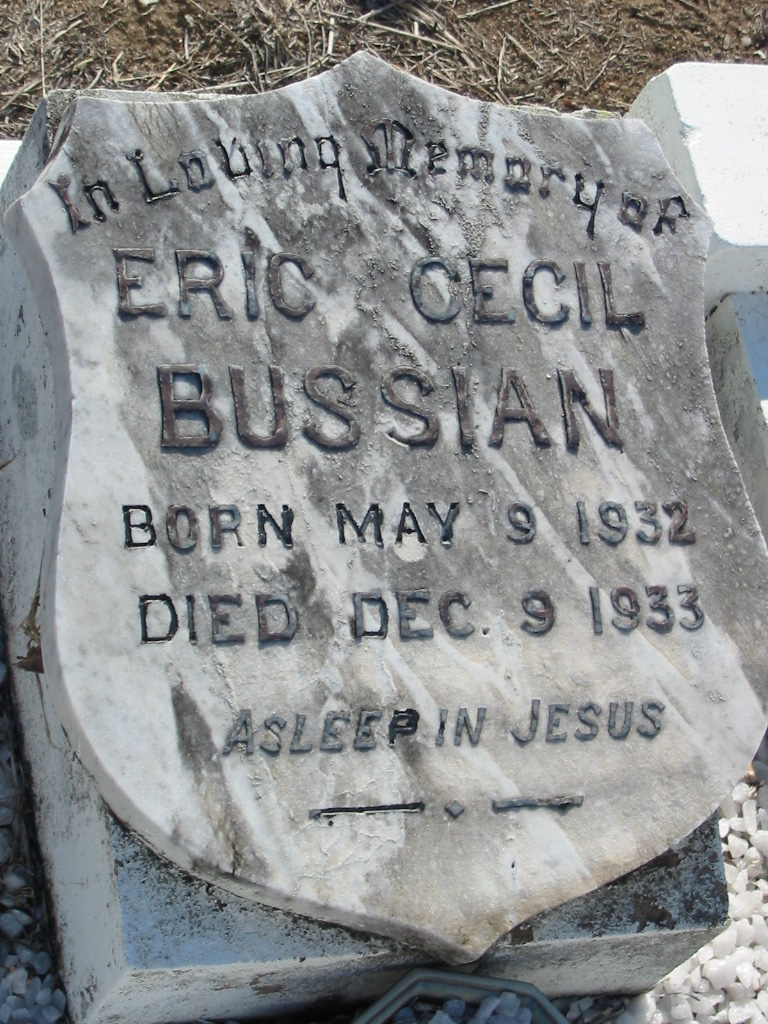 In Loving Memory of
ERIC CECIL
BUSSIAN
BORN MAY 9 1932
DIED DEC. 9 1933
ASLEEP IN JESUS